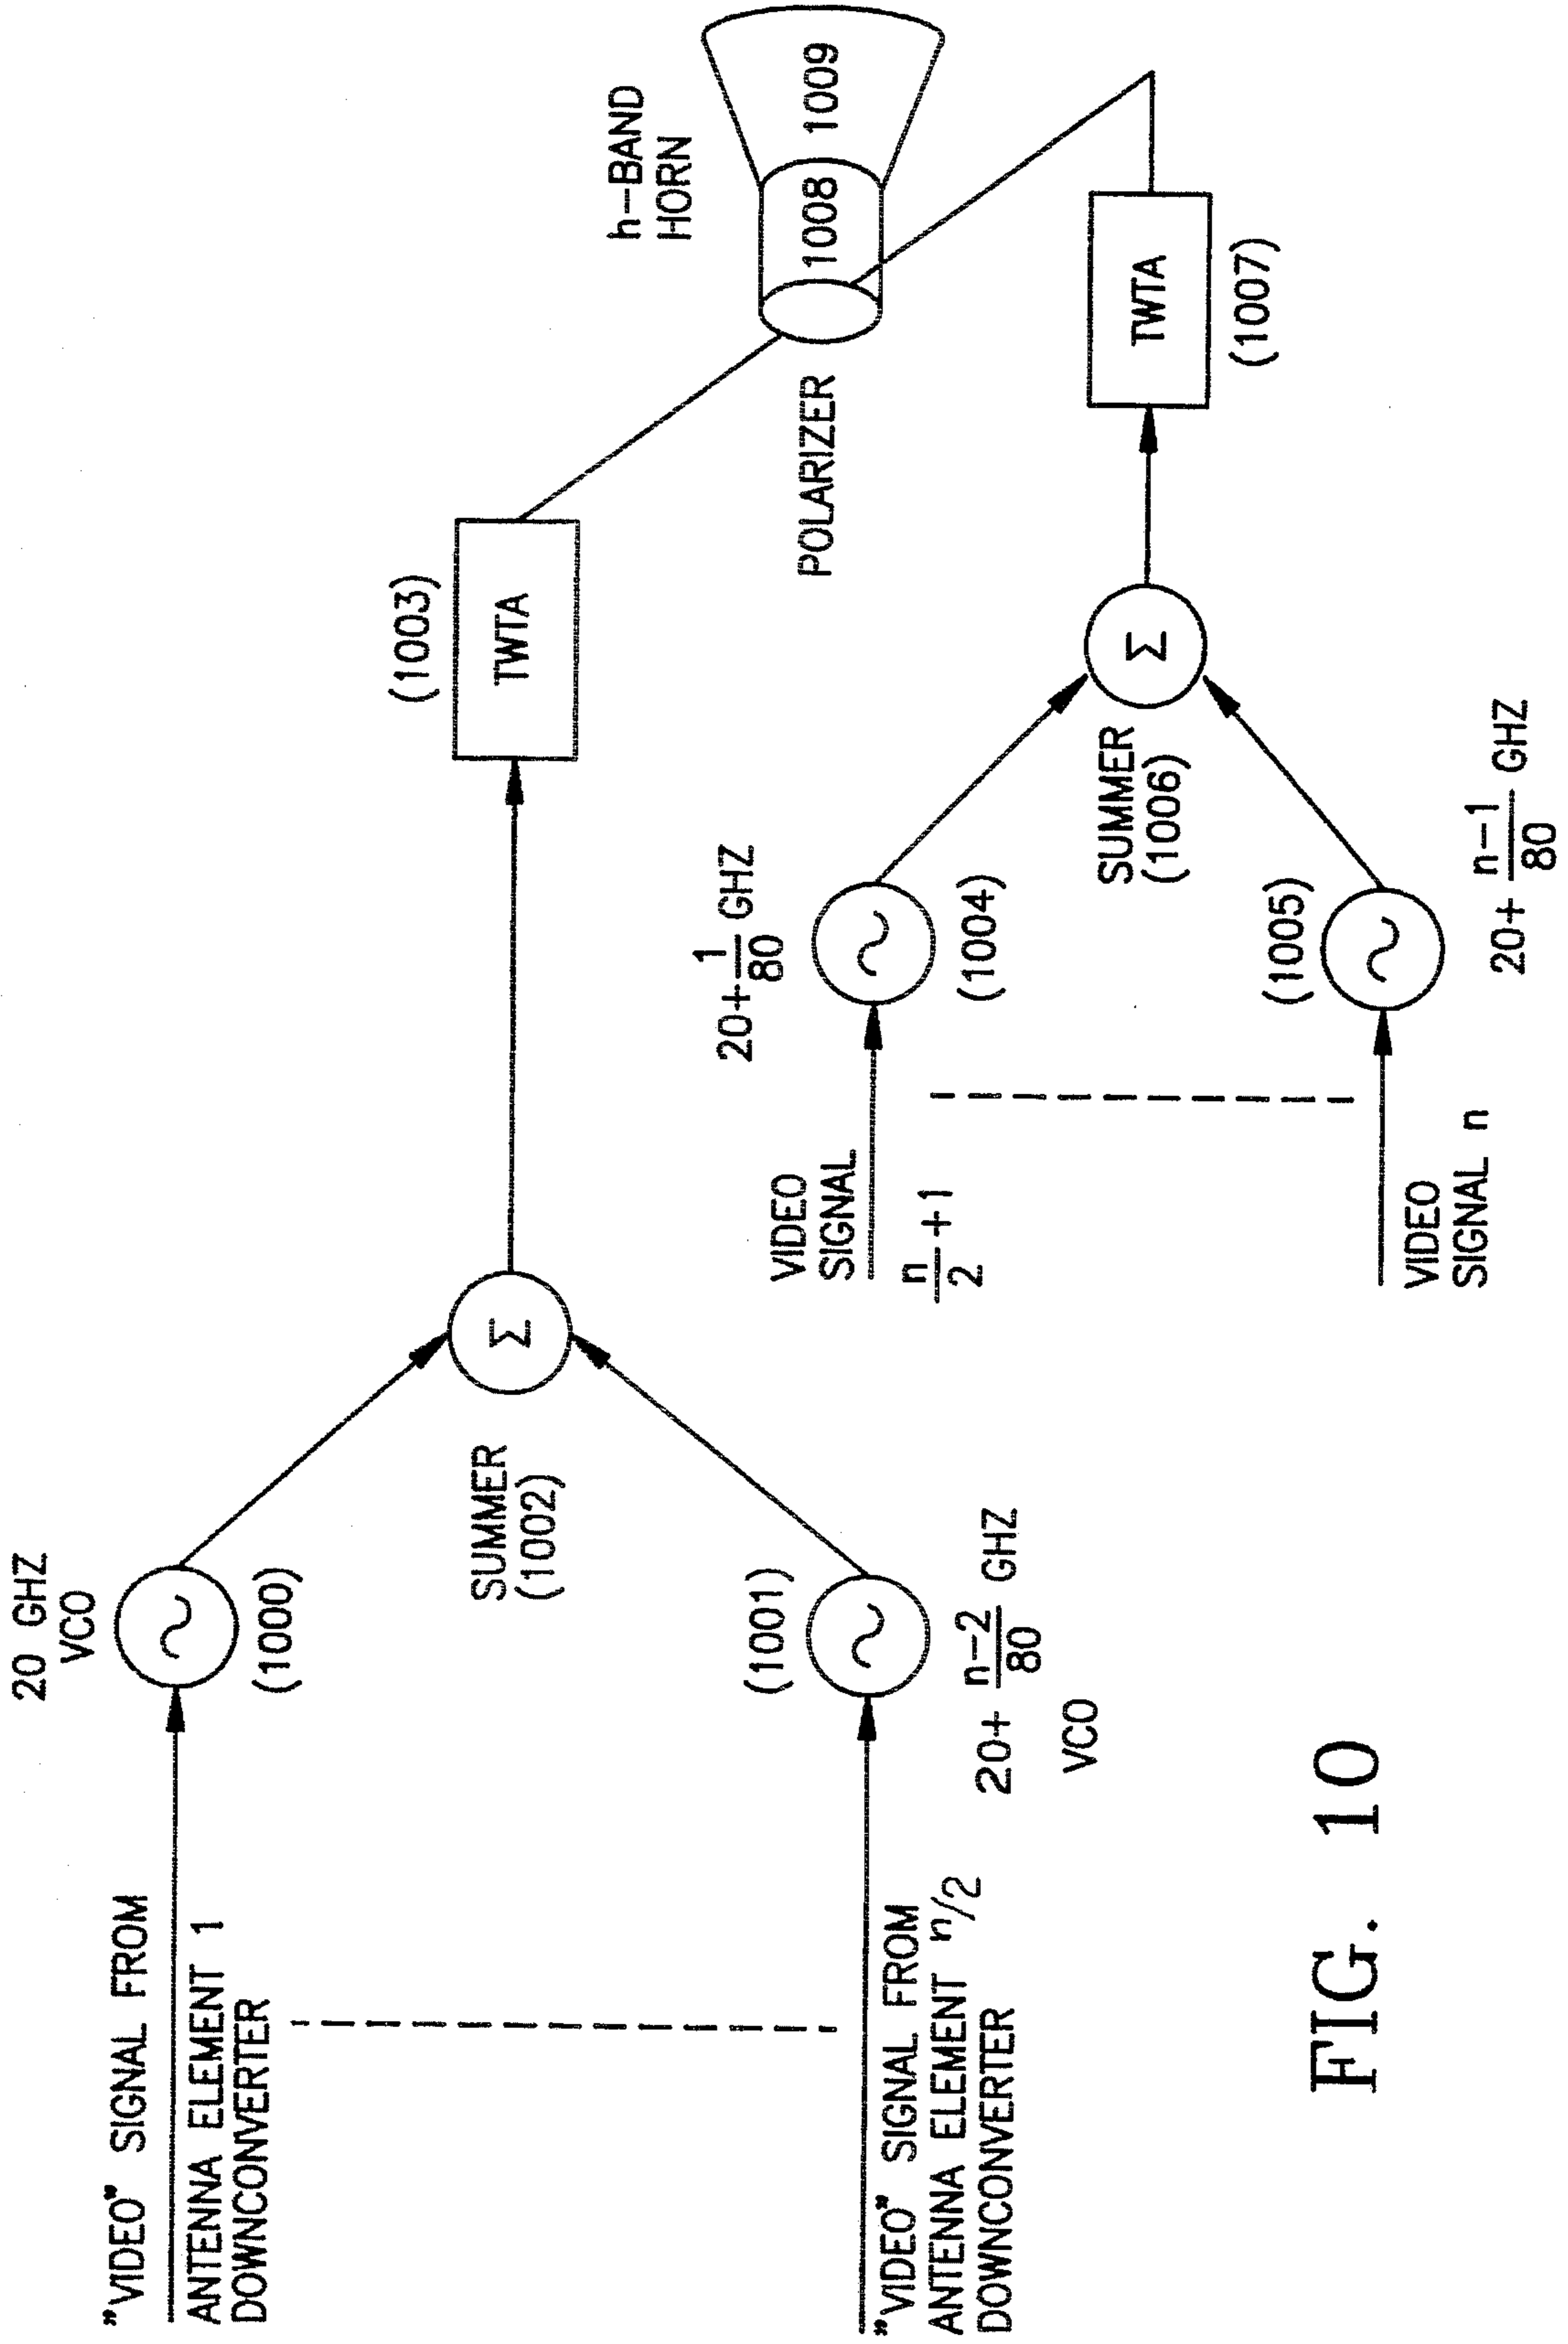 20 GHZ
VCO
"VIDEO" SIGNAL FROM
(1000)
ANTENNA ELEMENT 1
DOWNCONVERTER
SUMMER
(1002)
Σ
(1003)
TWTA
h-BAND
HORN
(1001)
"VIDEO" SIGNAL FROM
ANTENNA ELEMENT n/2
DOWNCONVERTER
20+ n-2/80 GHZ
VCO
POLARIZER
1008
1009
20+ 1/80 GHZ
VIDEO
SIGNAL
n/2 +1
(1004)
SUMMER
(1006)
Σ
TWTA
(1007)
(1005)
VIDEO
SIGNAL n
20+ n-1/80 GHZ
FIG. 10